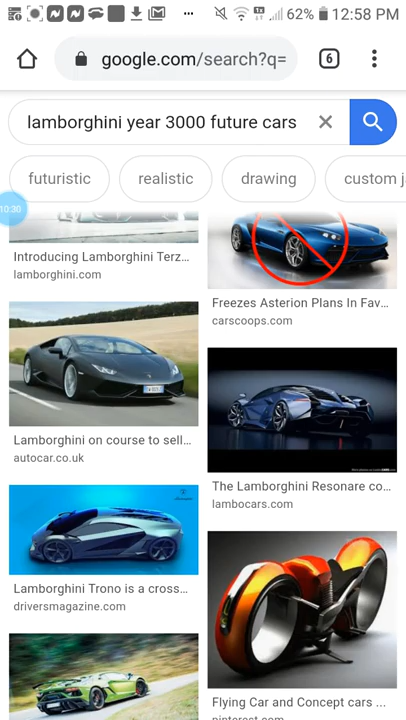 62% 12:58 PM
google.com/search?q=
6
lamborghini year 3000 future cars
futuristic
realistic
drawing
custom j
10:30
Introducing Lamborghini Terz...
lamborghini.com
Freezes Asterion Plans In Fav...
carscoops.com
Lamborghini on course to sell...
autocar.co.uk
The Lamborghini Resonare co...
lambocars.com
Lamborghini Trono is a cross...
driversmagazine.com
Flying Car and Concept cars ...
pinterest.com